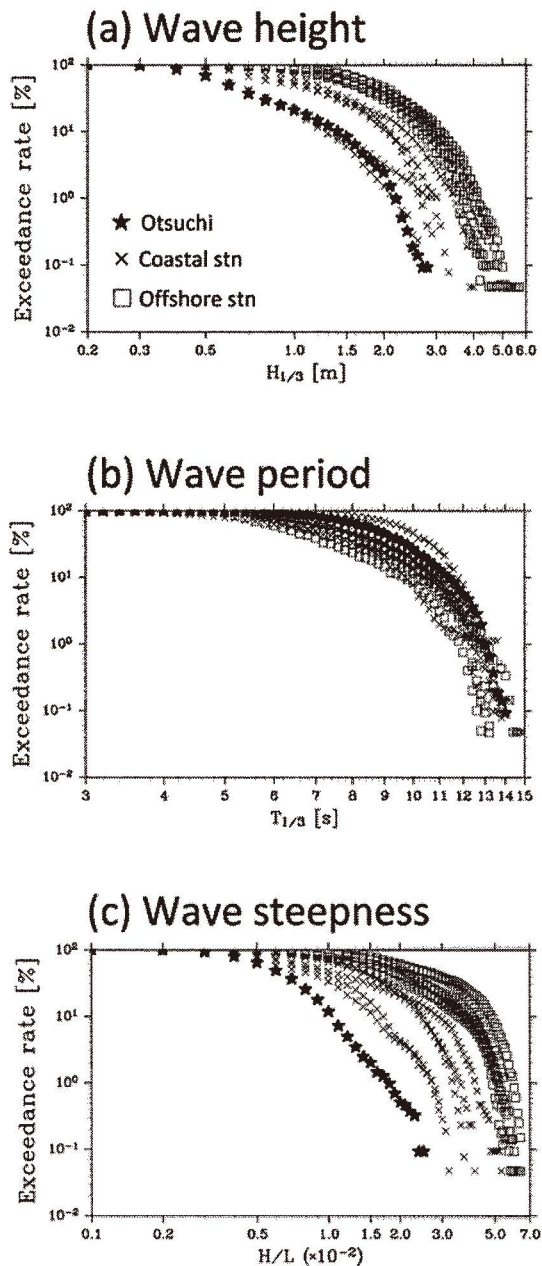 (a) Wave height
Exceedance rate [%]
10²
10¹
10⁰
10⁻¹
10⁻²
★ Otsuchi
× Coastal stn
□ Offshore stn
0.2 0.3 0.5 1.0 1.5 2.0 3.0 4.0 5.0 6.0
H₁/₃ [m]
(b) Wave period
Exceedance rate [%]
10²
10¹
10⁰
10⁻¹
10⁻²
3 4 5 6 7 8 9 10 11 12 13 14 15
T₁/₃ [s]
(c) Wave steepness
Exceedance rate [%]
10²
10¹
10⁰
10⁻¹
10⁻²
0.1 0.2 0.5 1.0 1.5 2.0 3.0 5.0 7.0
H/L (×10⁻²)